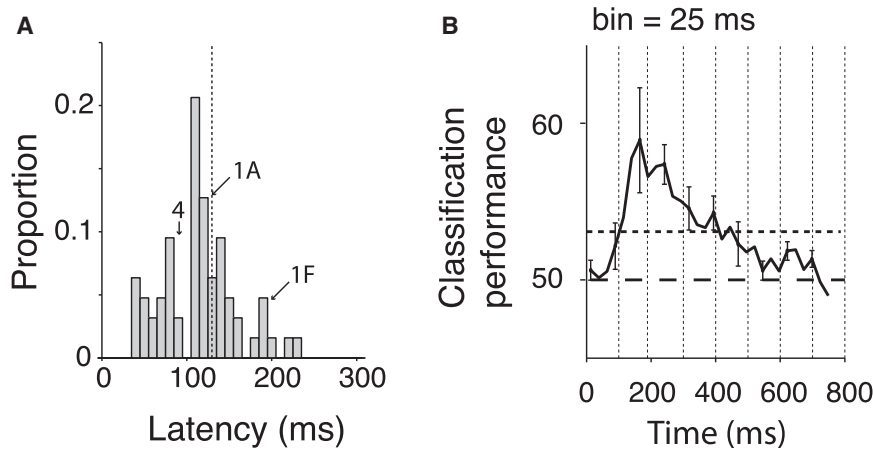 A
Proportion
0.2
0.1
0
4
1A
1F
0 100 200 300
Latency (ms)
B
bin = 25 ms
Classification
performance
60
50
0 200 400 600 800
Time (ms)